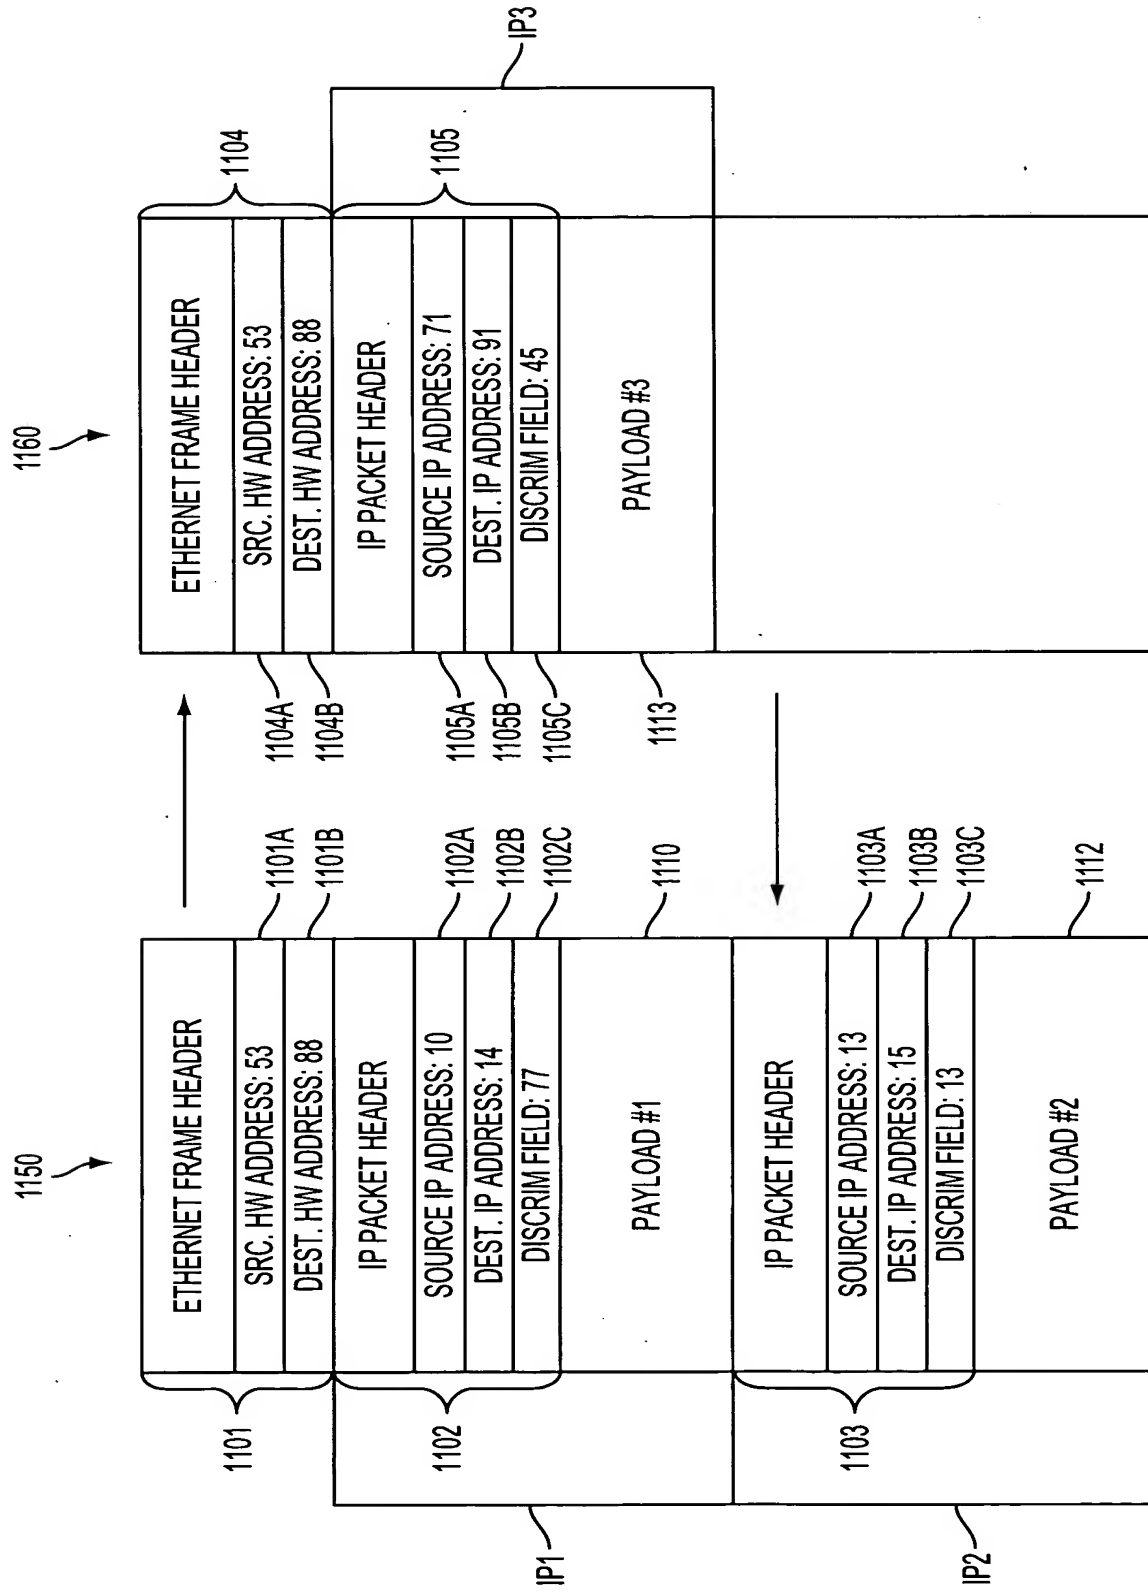 1150
ETHERNET FRAME HEADER
SRC. HW ADDRESS: 53
DEST. HW ADDRESS: 88
IP PACKET HEADER
SOURCE IP ADDRESS: 10
DEST. IP ADDRESS: 14
DISCRIM FIELD: 77
PAYLOAD #1
IP PACKET HEADER
SOURCE IP ADDRESS: 13
DEST. IP ADDRESS: 15
DISCRIM FIELD: 13
PAYLOAD #2
1101
1102
1103
IP1
IP2
1101A
1101B
1102A
1102B
1102C
1110
1103A
1103B
1103C
1112
1160
ETHERNET FRAME HEADER
SRC. HW ADDRESS: 53
DEST. HW ADDRESS: 88
IP PACKET HEADER
SOURCE IP ADDRESS: 71
DEST. IP ADDRESS: 91
DISCRIM FIELD: 45
PAYLOAD #3
1104A
1104B
1105A
1105B
1105C
1113
1104
1105
IP3